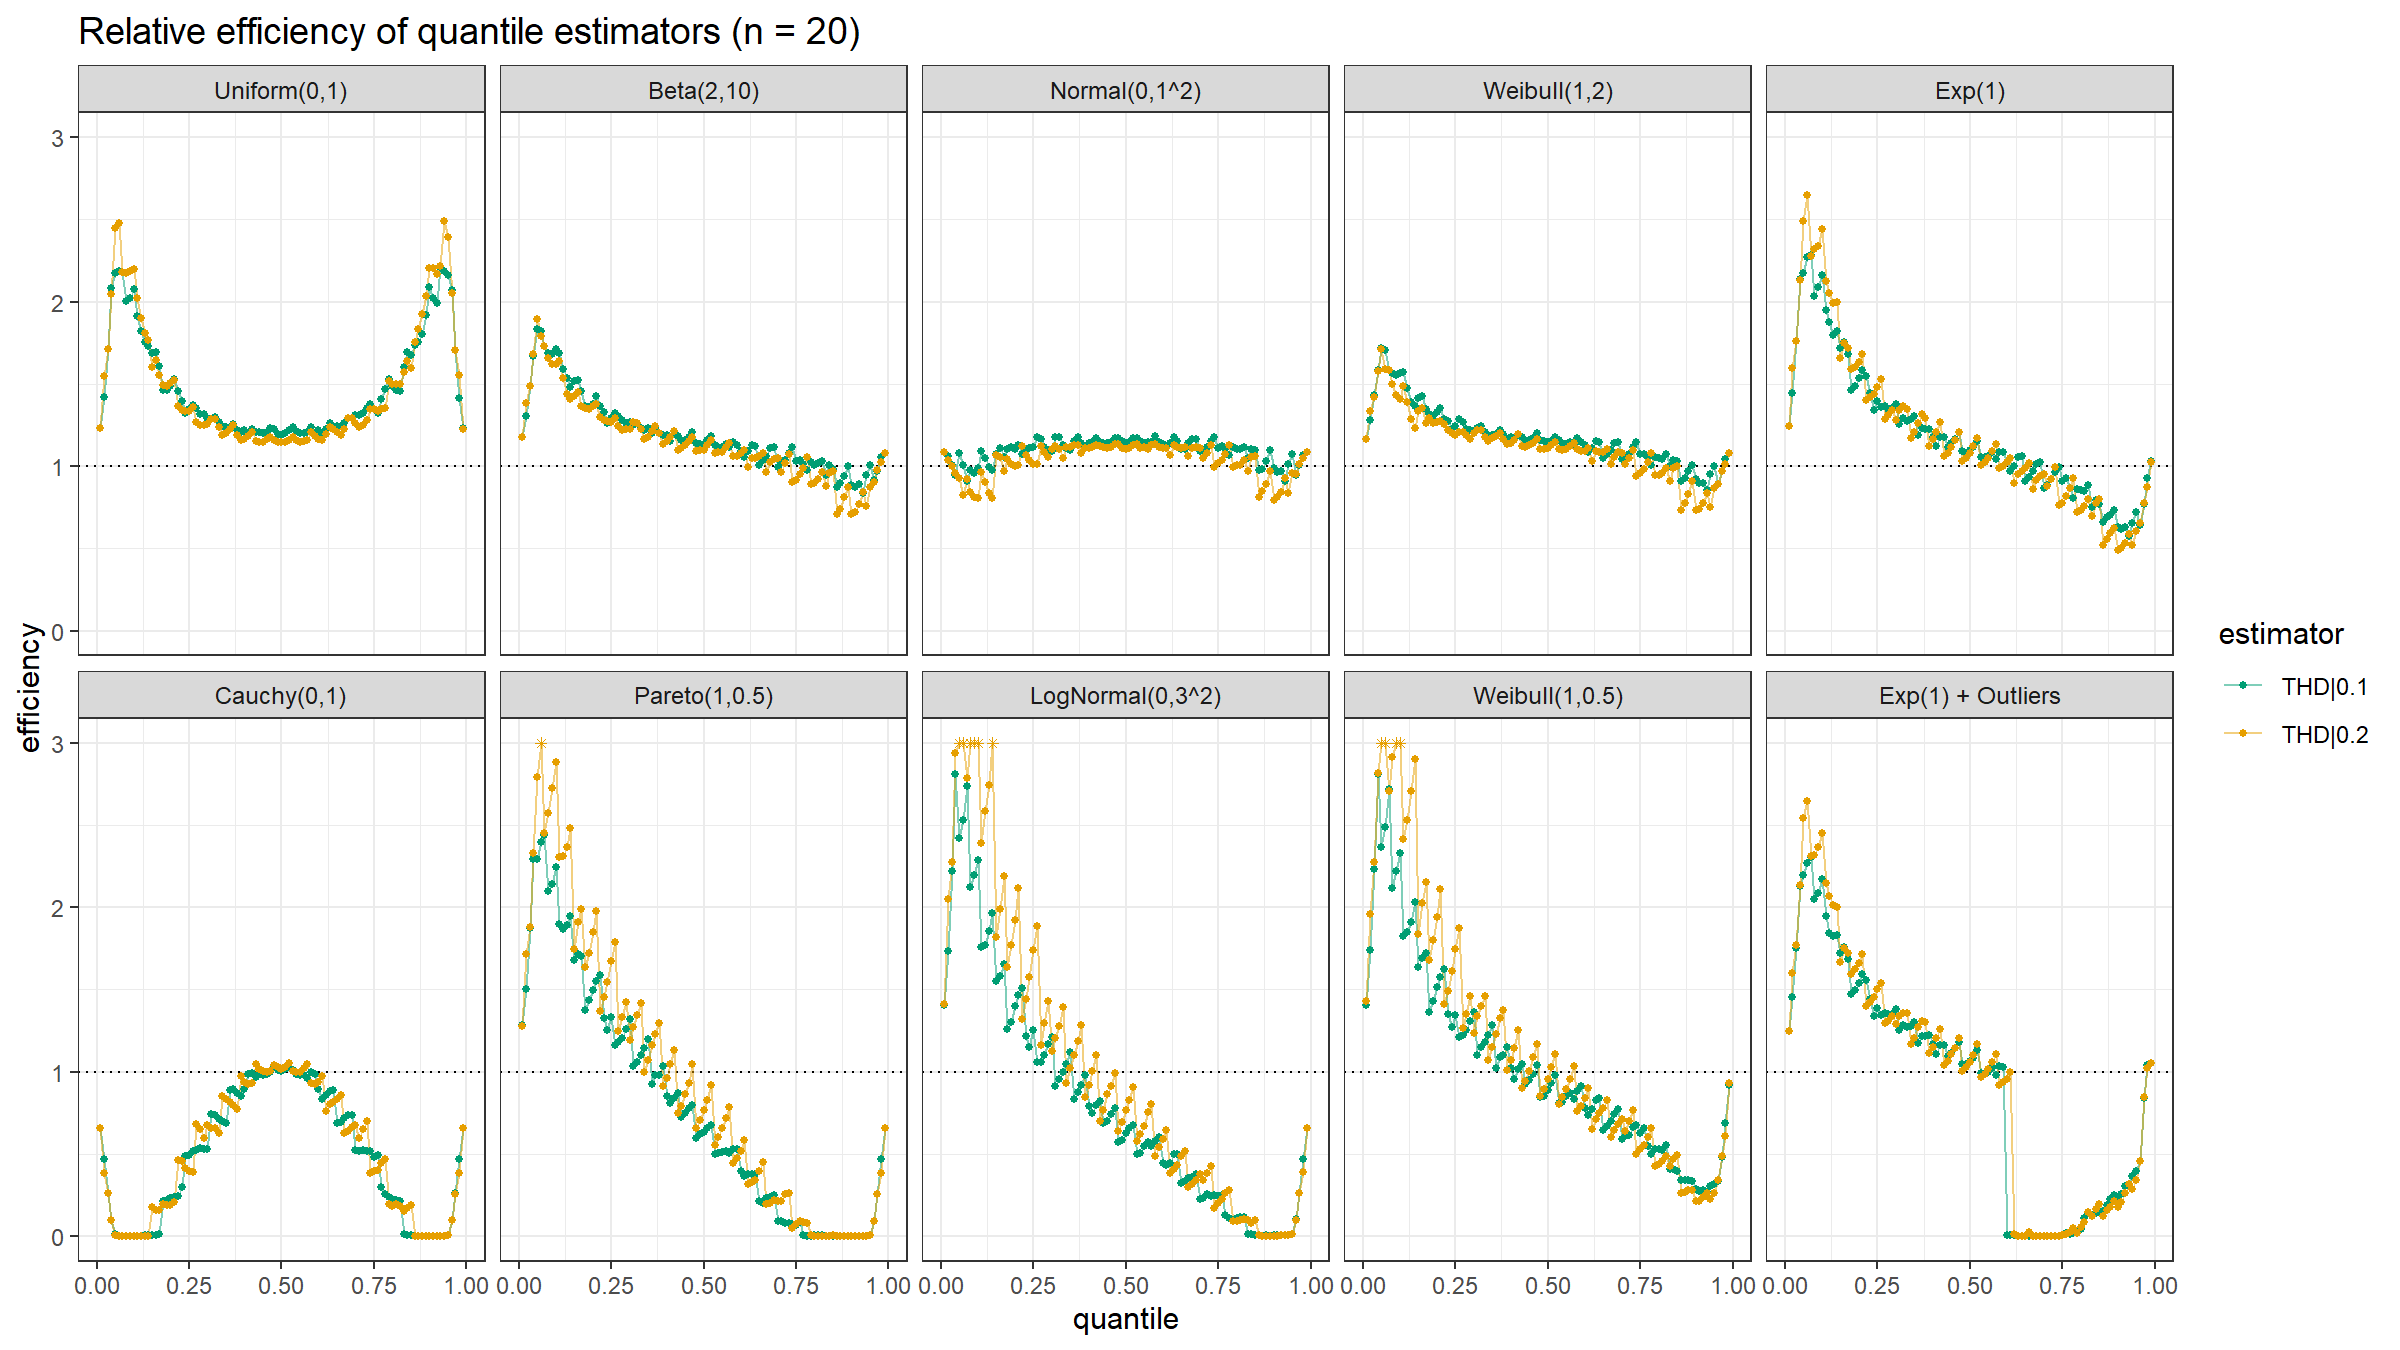 Relative efficiency of quantile estimators (n = 20)
Uniform(0,1)
Beta(2,10)
Normal(0,1^2)
Weibull(1,2)
Exp(1)
3
2
1
0
efficiency
Cauchy(0,1)
Pareto(1,0.5)
LogNormal(0,3^2)
Weibull(1,0.5)
Exp(1) + Outliers
3
2
1
0
0.00 0.25 0.50 0.75 1.00 0.00 0.25 0.50 0.75 1.00 0.00 0.25 0.50 0.75 1.00 0.00 0.25 0.50 0.75 1.00 0.00 0.25 0.50 0.75 1.00
quantile
estimator
THD|0.1
THD|0.2